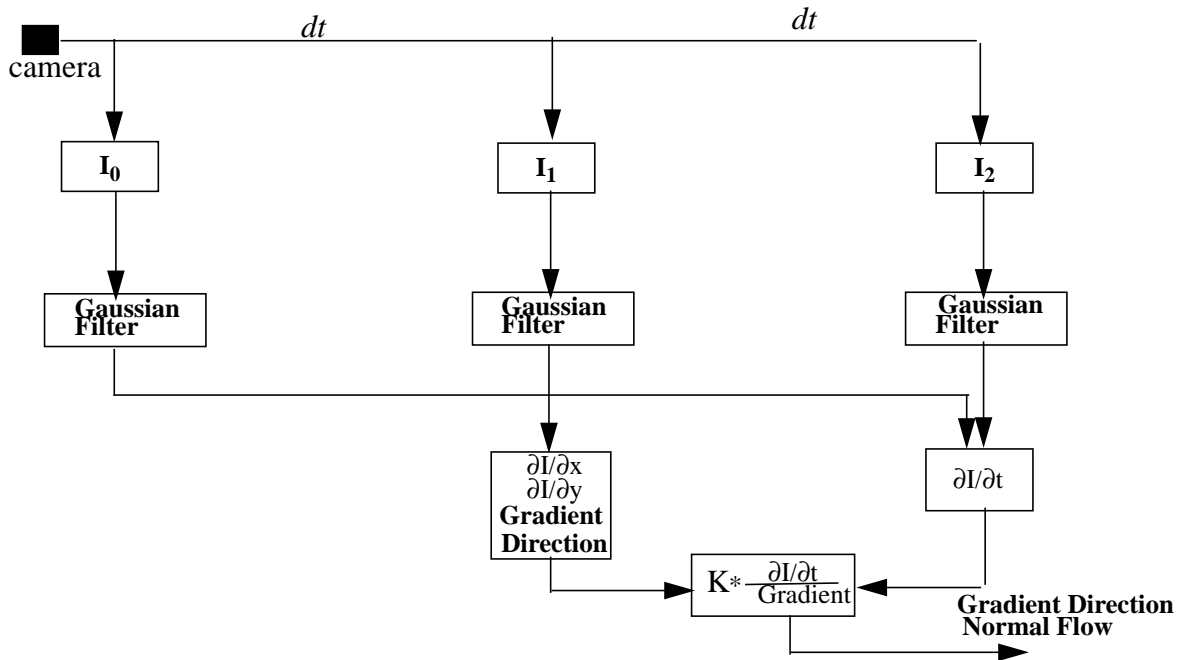 dt
dt
camera
I₀
I₁
I₂
Gaussian
Filter
Gaussian
Filter
Gaussian
Filter
∂I/∂x
∂I/∂y
Gradient
Direction
∂I/∂t
K* ∂I/∂t
Gradient
Gradient Direction
Normal Flow